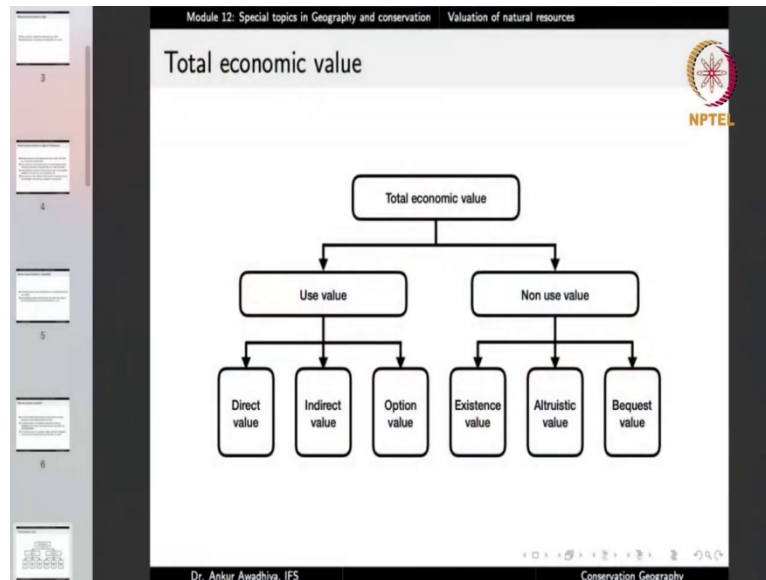 Module 12: Special topics in Geography and conservation Valuation of natural resources
Total economic value
NPTEL
Total economic value
Use value Non use value
Direct value Indirect value Option value Existence value Altruistic value Bequest value
3
4
5
6
Dr. Ankur Awadhiya, IFS Conservation Geography